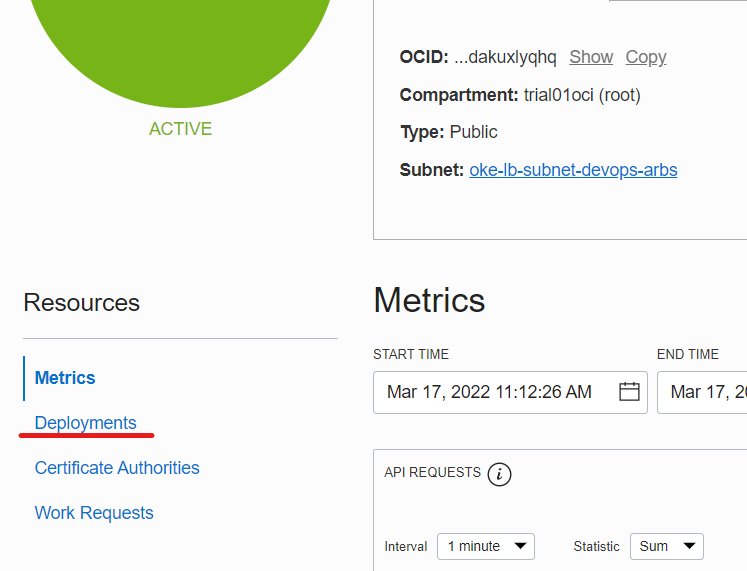 OCID: ...dakuxlyqhq Show Copy
Compartment: trial01oci (root)
ACTIVE
Type: Public
Subnet: oke-lb-subnet-devops-arbs
Resources
Metrics
Metrics
START TIME
END TIME
Mar 17, 2022 11:12:26 AM
Mar 17, 20
Deployments
Certificate Authorities
Work Requests
API REQUESTS
Interval
1 minute
Statistic
Sum